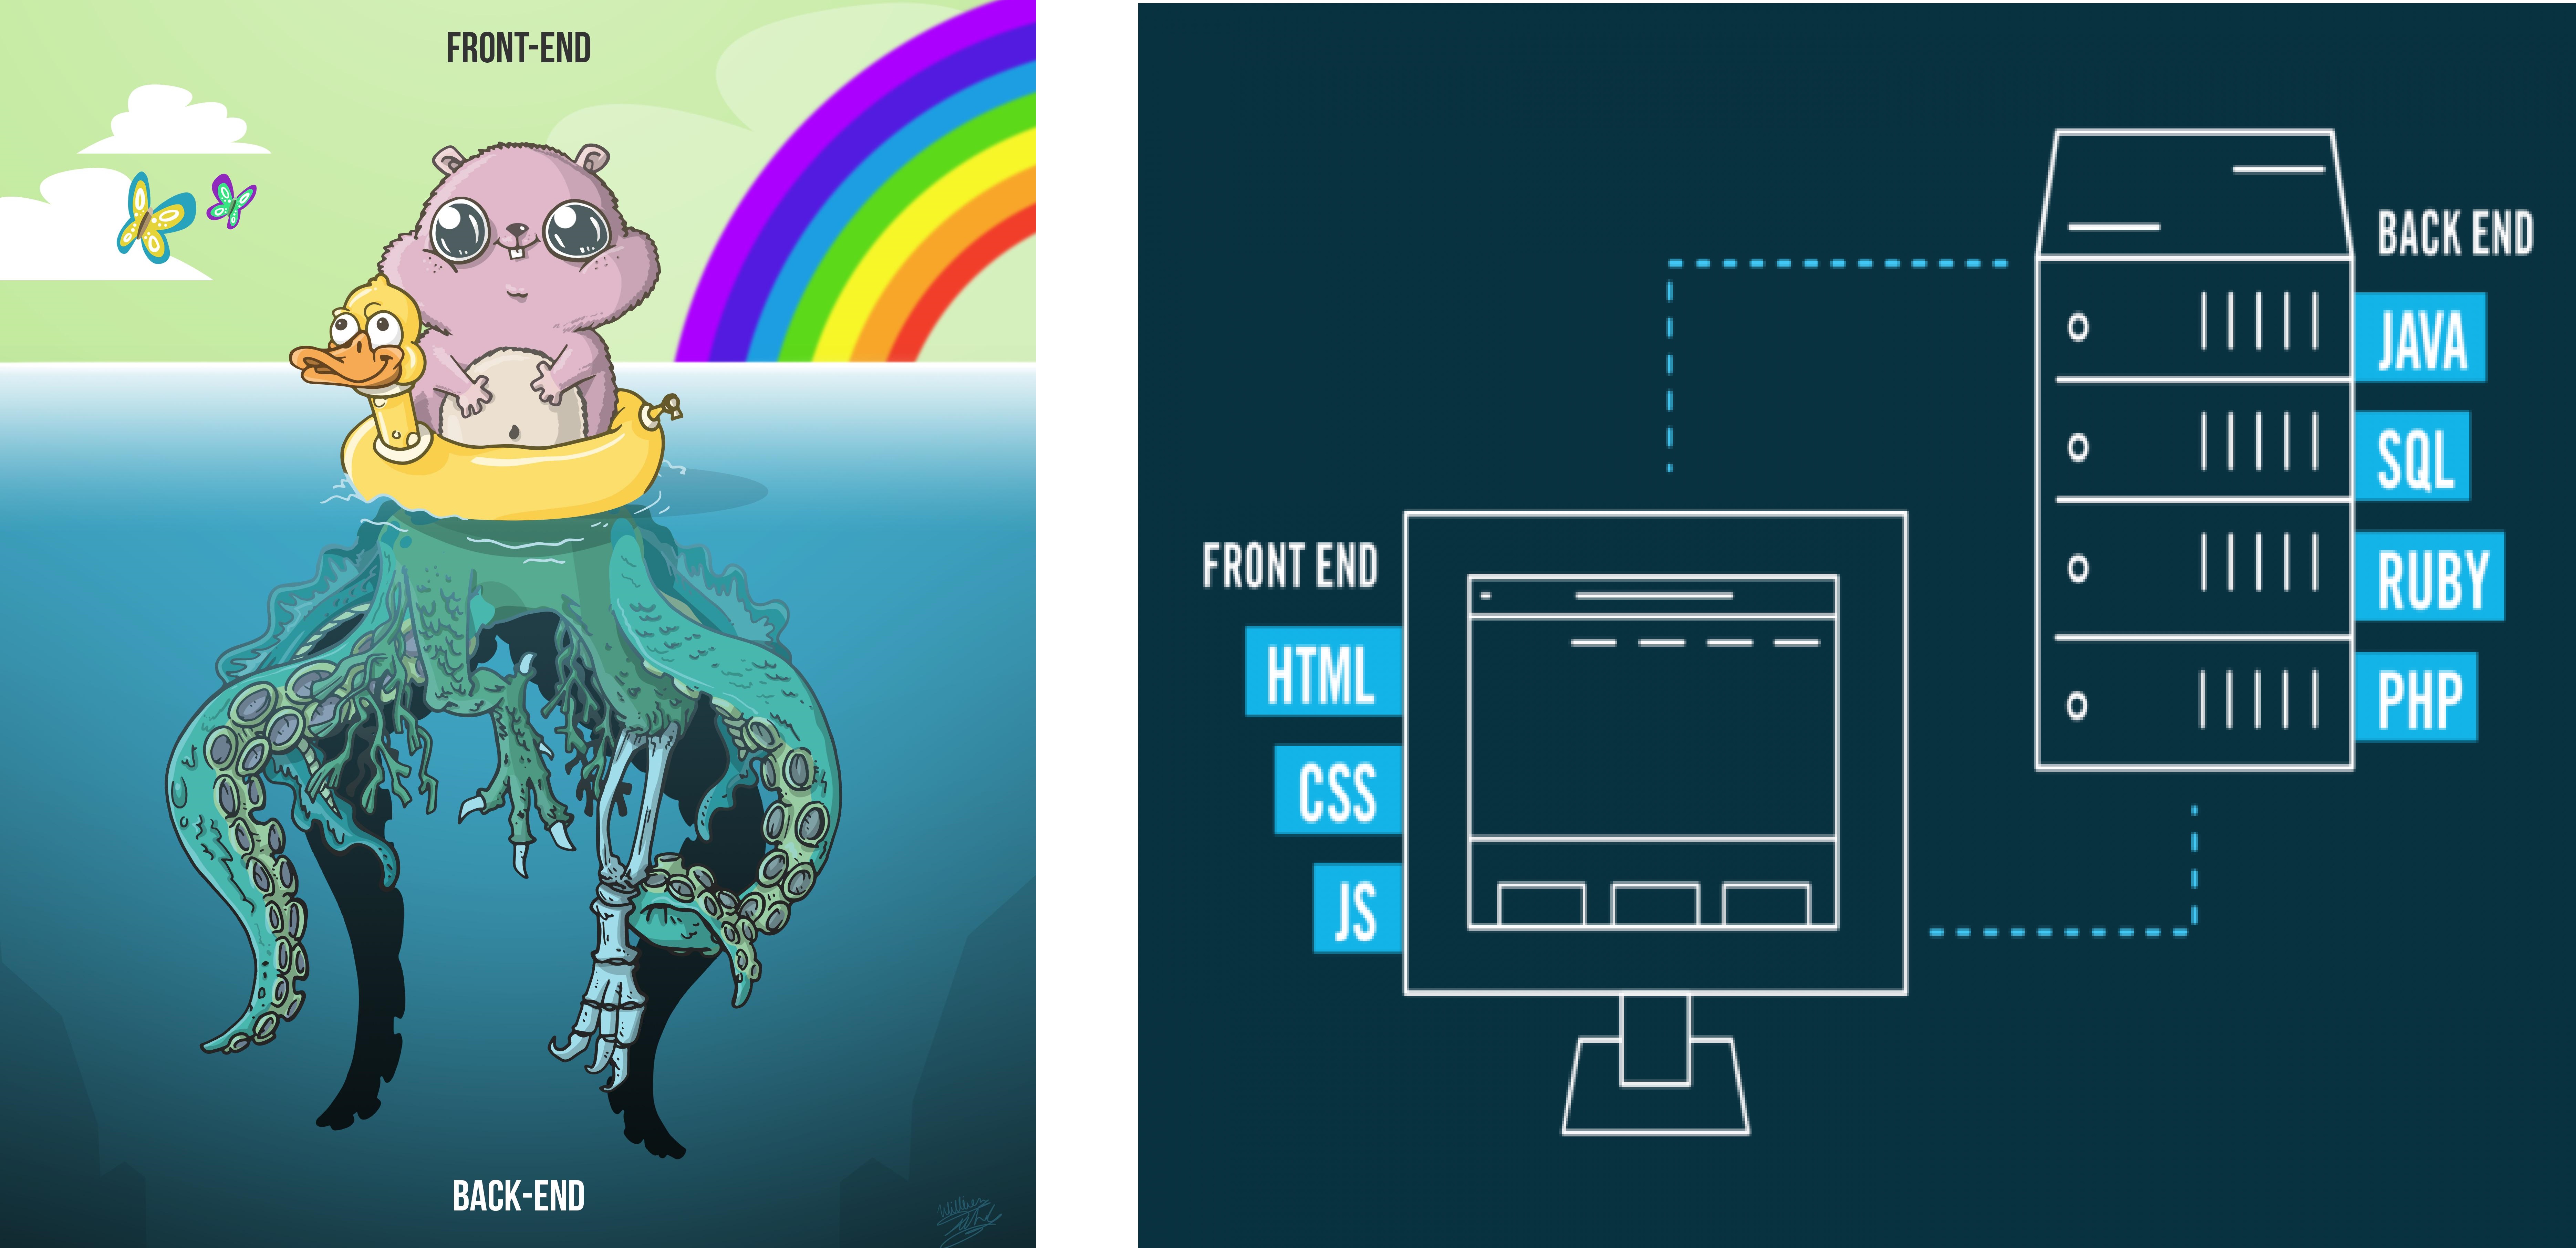 FRONT-END
BACK-END
BACK END
JAVA
SQL
RUBY
PHP
FRONT END
HTML
CSS
JS